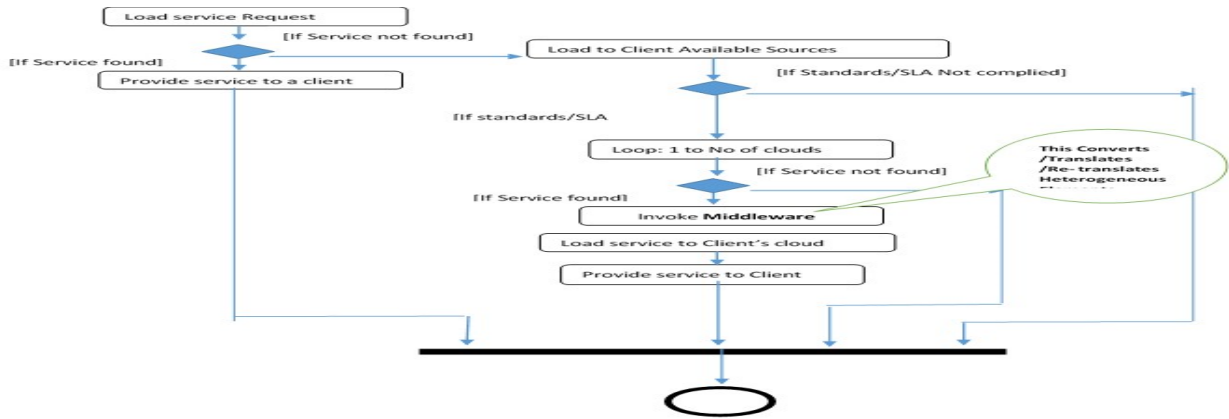 Load service Request
[If Service not found]
[If Service found]
Provide service to a client
Load to Client Available Sources
[If Standards/SLA Not complied]
[If standards/SLA
Loop: 1 to No of clouds
[If Service not found]
[If Service found]
Invoke Middleware
Load service to Client's cloud
Provide service to Client
This Converts
/Translates
/Re- translates
Heterogeneous